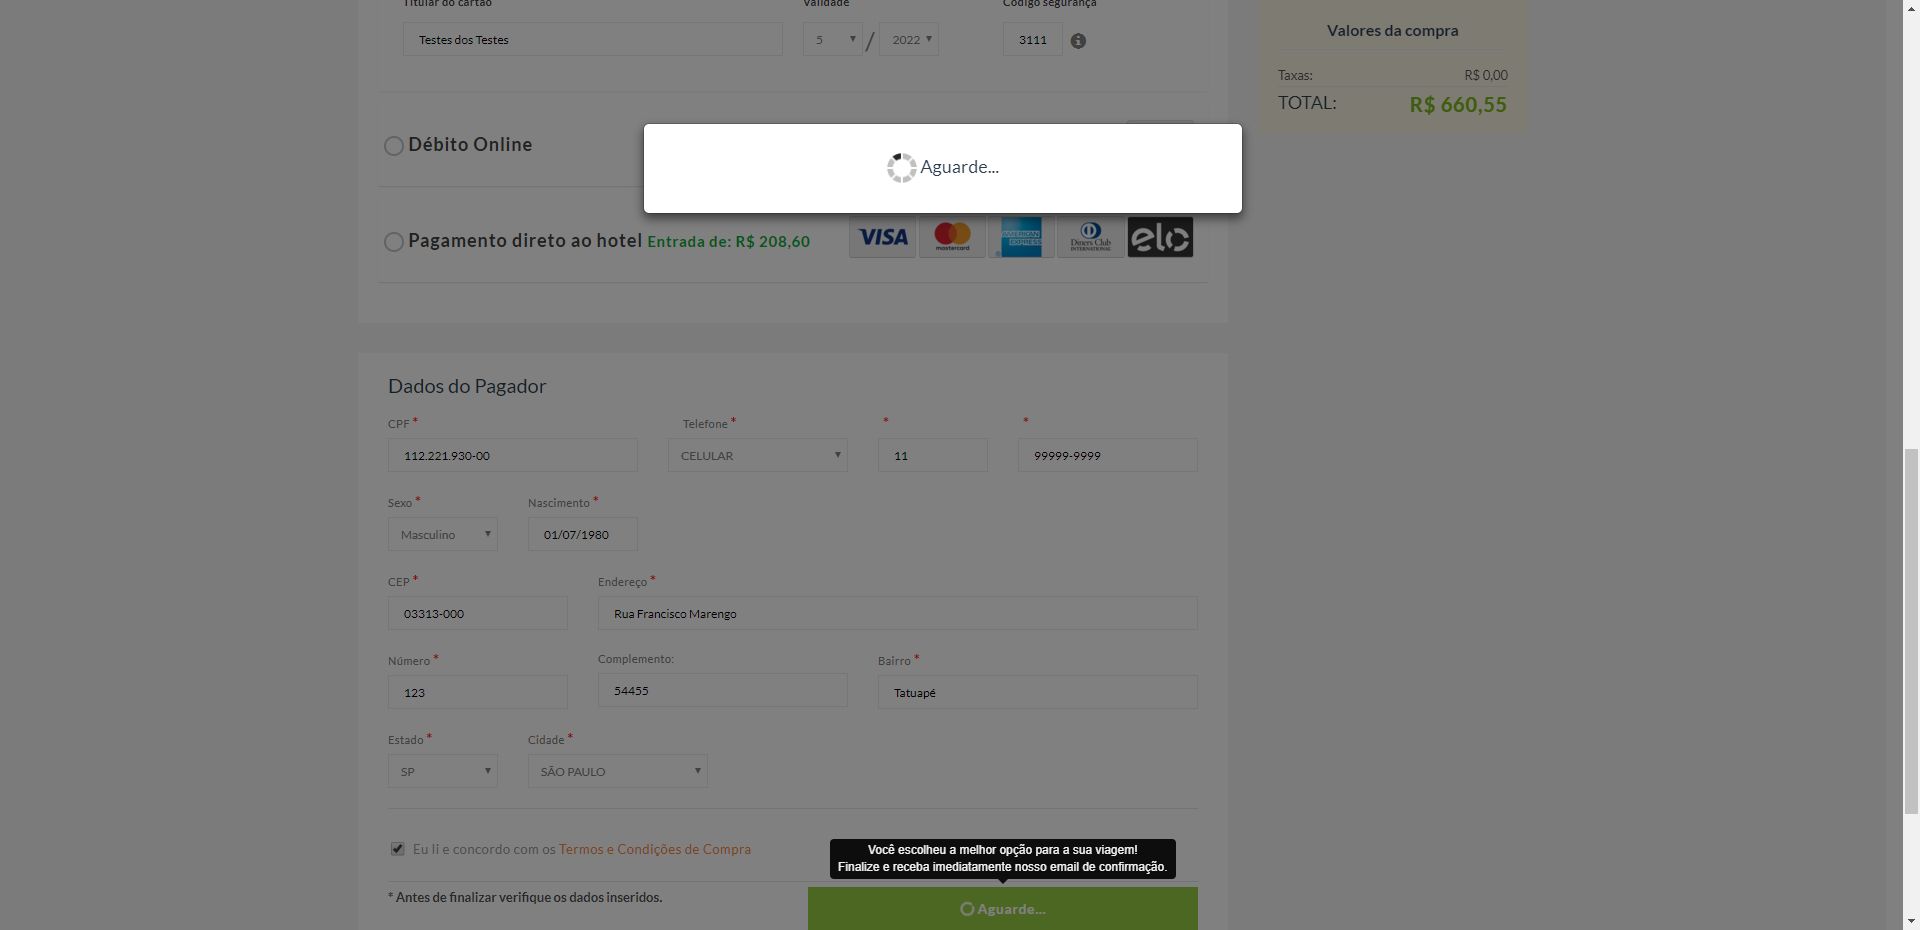 Titular do cartão Validade Código segurança
Testes dos Testes 5 / 2022 3111
Valores da compra
Taxas: R$ 0,00
TOTAL: R$ 660,55
Débito Online
Aguarde...
Pagamento direto ao hotel Entrada de: R$ 208,60
VISA mastercard AMERICAN EXPRESS Diners Club INTERNATIONAL elo
Dados do Pagador
CPF * Telefone * * *
112.221.930-00 CELULAR 11 99999-9999
Sexo * Nascimento *
Masculino 01/07/1980
CEP * Endereço *
03313-000 Rua Francisco Marengo
Número * Complemento: Bairro *
123 54455 Tatuapé
Estado * Cidade *
SP SÃO PAULO
Eu li e concordo com os Termos e Condições de Compra
Você escolheu a melhor opção para a sua viagem!
Finalize e receba imediatamente nosso email de confirmação.
* Antes de finalizar verifique os dados inseridos.
Aguarde...